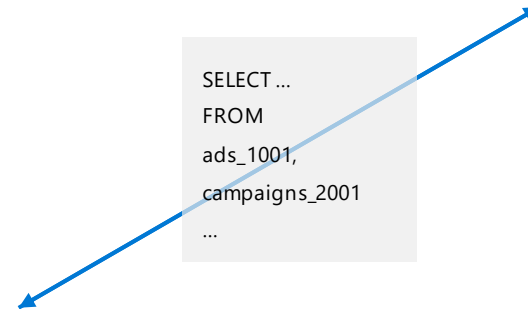 SELECT ...
FROM
ads_1001,
campaigns_2001
...